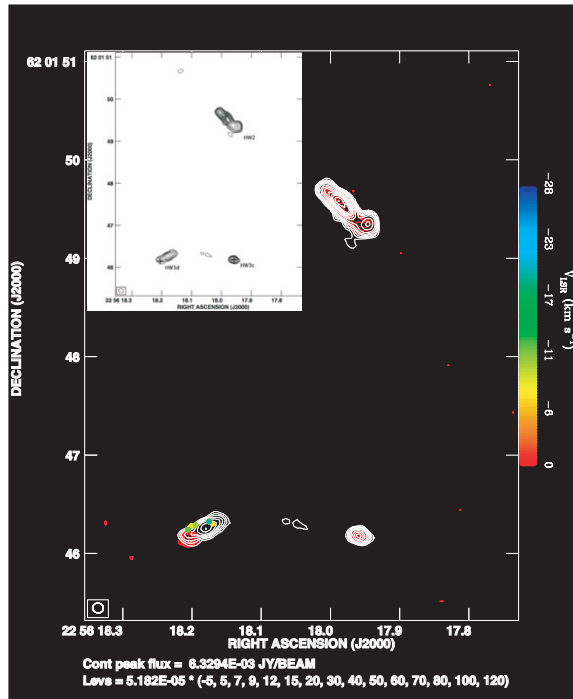 62 01 51
50
49
48
47
46
DECLINATION (J2000)
22 56 18.3
18.2
18.1
18.0
17.9
17.8
RIGHT ASCENSION (J2000)
Cont peak flux = 6.3294E-03 JY/BEAM
Levs = 5.182E-05 * (-5, 5, 7, 9, 12, 15, 20, 30, 40, 50, 60, 70, 80, 100, 120)
62 01 51
50
49
48
47
46
DECLINATION (J2000)
HW2
HW3d
HW3c
22 56 18.3
18.2
18.1
18.0
17.9
17.8
RIGHT ASCENSION (J2000)
-28
-23
-17
-11
-6
0
V LSR (km s-1)